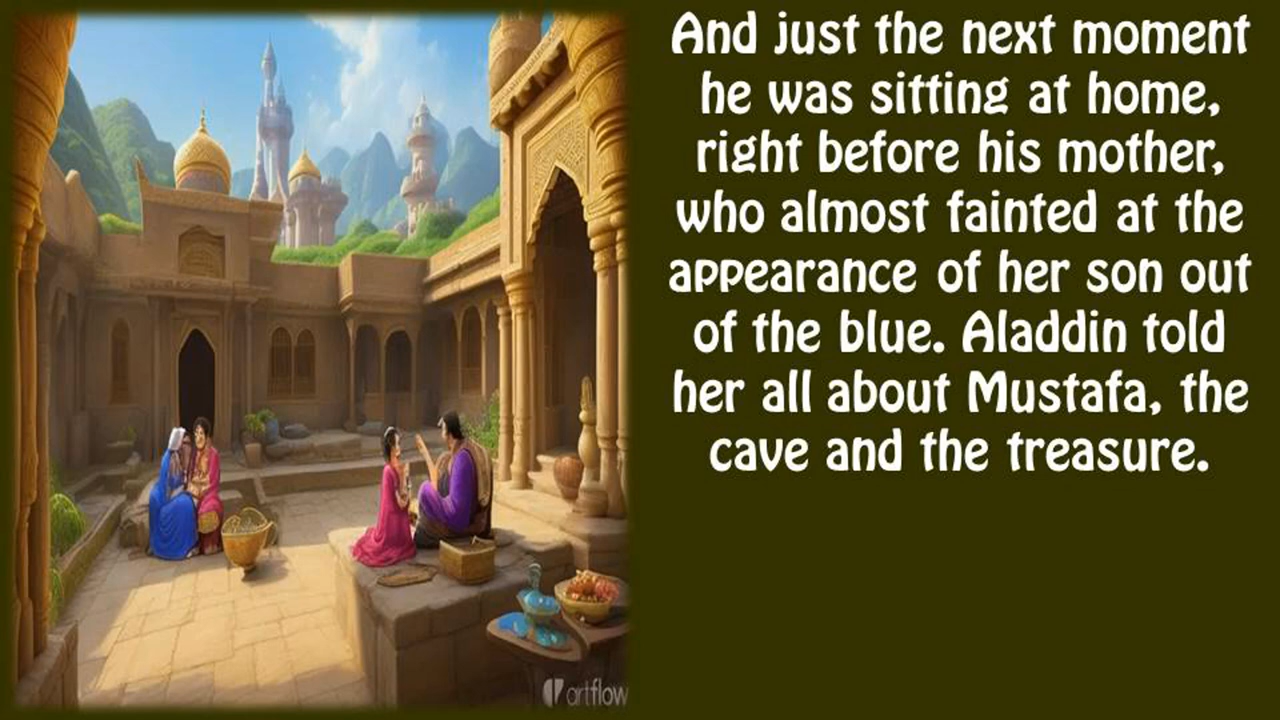 And just the next moment
he was sitting at home,
right before his mother,
who almost fainted at the
appearance of her son out
of the blue. Aladdin told
her all about Mustafa, the
cave and the treasure.
artflow